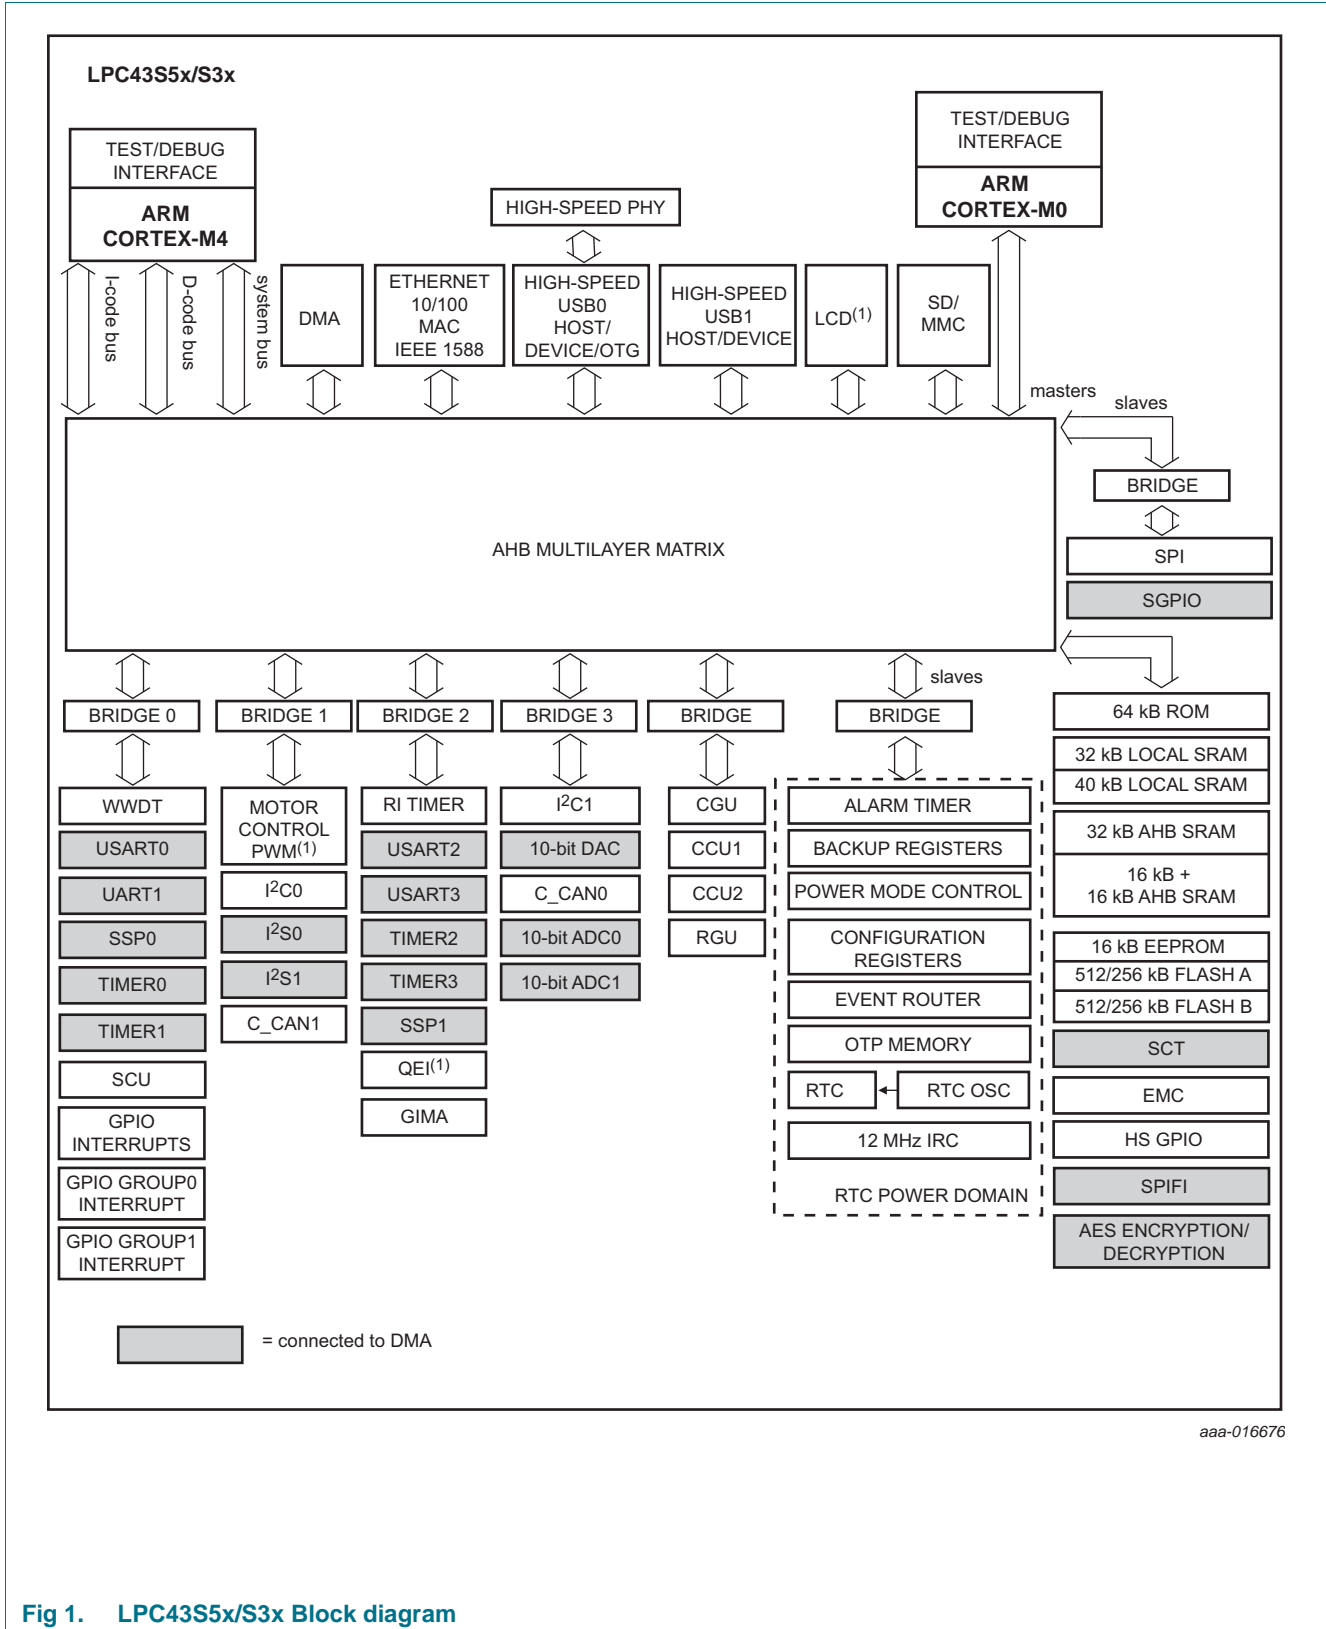 LPC43S5x/S3x
TEST/DEBUG
INTERFACE
ARM
CORTEX-M4
TEST/DEBUG
INTERFACE
ARM
CORTEX-M0
HIGH-SPEED PHY
I-code bus
D-code bus
system bus
DMA
ETHERNET
10/100
MAC
IEEE 1588
HIGH-SPEED
USB0
HOST/
DEVICE/OTG
HIGH-SPEED
USB1
HOST/DEVICE
LCD(1)
SD/
MMC
masters
slaves
BRIDGE
SPI
SGPIO
AHB MULTILAYER MATRIX
slaves
BRIDGE 0
BRIDGE 1
BRIDGE 2
BRIDGE 3
BRIDGE
BRIDGE
WWDT
USART0
UART1
SSP0
TIMER0
TIMER1
SCU
GPIO
INTERRUPTS
GPIO GROUP0
INTERRUPT
GPIO GROUP1
INTERRUPT
MOTOR
CONTROL
PWM(1)
I2C0
I2S0
I2S1
C_CAN1
RI TIMER
USART2
USART3
TIMER2
TIMER3
SSP1
QEI(1)
GIMA
I2C1
10-bit DAC
C_CAN0
10-bit ADC0
10-bit ADC1
CGU
CCU1
CCU2
RGU
ALARM TIMER
BACKUP REGISTERS
POWER MODE CONTROL
CONFIGURATION
REGISTERS
EVENT ROUTER
OTP MEMORY
RTC
RTC OSC
12 MHz IRC
RTC POWER DOMAIN
64 kB ROM
32 kB LOCAL SRAM
40 kB LOCAL SRAM
32 kB AHB SRAM
16 kB +
16 kB AHB SRAM
16 kB EEPROM
512/256 kB FLASH A
512/256 kB FLASH B
SCT
EMC
HS GPIO
SPIFI
AES ENCRYPTION/
DECRYPTION
= connected to DMA
aaa-016676
Fig 1. LPC43S5x/S3x Block diagram